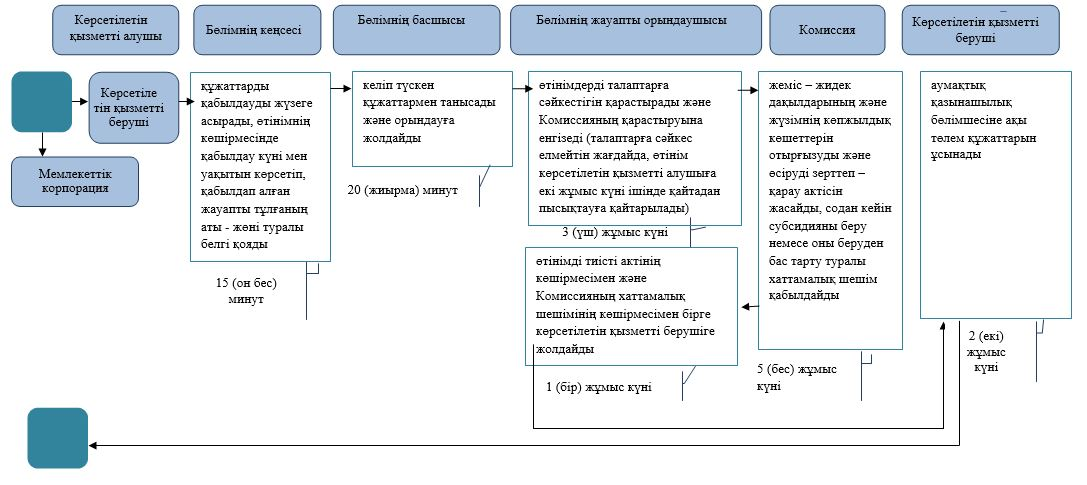 Көрсетілетін
қызметті алушы
Бөлімнің кеңсесі
Бөлімнің басшысы
Бөлімнің жауапты орындаушысы
Комиссия
Көрсетілетін қызметті
беруші
Көрсетіле
тін қызметті
беруші
Мемлекеттік
корпорация
құжаттарды
қабылдауды жүзеге
асырады, өтінімнің
көшірмесінде
қабылдау күні мен
уақытын көрсетіп,
қабылдап алған
жауапты тұлғаның
аты - жөні туралы
белгі қояды
15 (он бес)
минут
келіп түскен
құжаттармен танысады
және орындауға
жолдайды
20 (жиырма) минут
өтінімдерді талаптарға
сәйкестігін қарастырады және
Комиссияның қарастыруына
енгізеді (талаптарға сәйкес
елмейтін жағдайда, өтінім
көрсетілетін қызметті алушыға
екі жұмыс күні ішінде қайтадан
пысықтауға қайтарылады)
3 (үш) жұмыс күні
өтінімді тиісті актінің
көшірмесімен және
Комиссияның хаттамалық
шешімінің көшірмесімен бірге
көрсетілетін қызметті берушіге
жолдайды
1 (бір) жұмыс күні
жеміс – жидек
дақылдарының және
жүзімнің көпжылдық
көшеттерін
отырғызуды және
өсіруді зерттеп –
қарау актісін
жасайды, содан кейін
субсидияны беру
немесе оны беруден
бас тарту туралы
хаттамалық шешім
қабылдайды
5 (бес) жұмыс
күні
аумақтық
қазынашылық
бөлімшесіне ақы
төлем құжаттарын
ұсынады
2 (екі)
жұмыс
күні